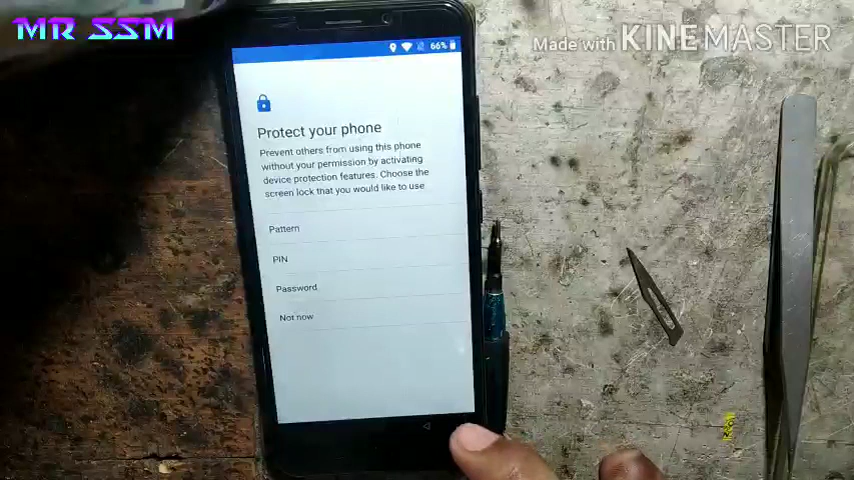 MR SSM
Made with KINEMASTER
66%
Protect your phone
Prevent others from using this phone
without your permission by activating
device protection features. Choose the
screen lock that you would like to use
Pattern
PIN
Password
Not now